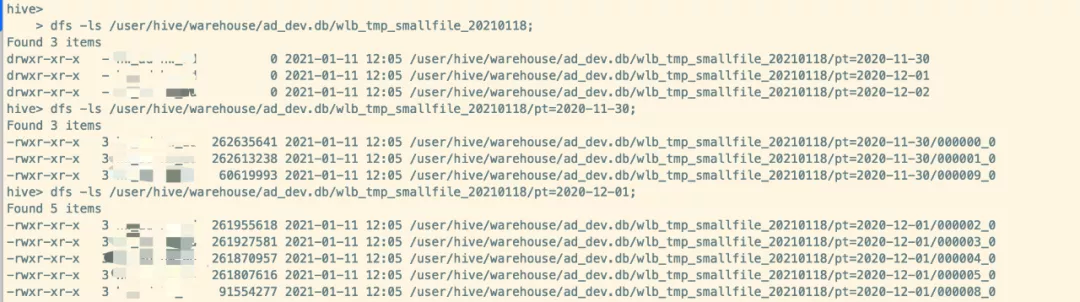 hive>
    > dfs -ls /user/hive/warehouse/ad_dev.db/wlb_tmp_smallfile_20210118;
Found 3 items
drwxr-xr-x   - 0 2021-01-11 12:05 /user/hive/warehouse/ad_dev.db/wlb_tmp_smallfile_20210118/pt=2020-11-30
drwxr-xr-x   - 0 2021-01-11 12:05 /user/hive/warehouse/ad_dev.db/wlb_tmp_smallfile_20210118/pt=2020-12-01
drwxr-xr-x   - 0 2021-01-11 12:05 /user/hive/warehouse/ad_dev.db/wlb_tmp_smallfile_20210118/pt=2020-12-02
hive> dfs -ls /user/hive/warehouse/ad_dev.db/wlb_tmp_smallfile_20210118/pt=2020-11-30;
Found 3 items
-rwxr-xr-x   3 262635641 2021-01-11 12:05 /user/hive/warehouse/ad_dev.db/wlb_tmp_smallfile_20210118/pt=2020-11-30/000000_0
-rwxr-xr-x   3 262613238 2021-01-11 12:05 /user/hive/warehouse/ad_dev.db/wlb_tmp_smallfile_20210118/pt=2020-11-30/000001_0
-rwxr-xr-x   3 60619993 2021-01-11 12:05 /user/hive/warehouse/ad_dev.db/wlb_tmp_smallfile_20210118/pt=2020-11-30/000009_0
hive> dfs -ls /user/hive/warehouse/ad_dev.db/wlb_tmp_smallfile_20210118/pt=2020-12-01;
Found 5 items
-rwxr-xr-x   3 261955618 2021-01-11 12:05 /user/hive/warehouse/ad_dev.db/wlb_tmp_smallfile_20210118/pt=2020-12-01/000002_0
-rwxr-xr-x   3 261927581 2021-01-11 12:05 /user/hive/warehouse/ad_dev.db/wlb_tmp_smallfile_20210118/pt=2020-12-01/000003_0
-rwxr-xr-x   3 261870957 2021-01-11 12:05 /user/hive/warehouse/ad_dev.db/wlb_tmp_smallfile_20210118/pt=2020-12-01/000004_0
-rwxr-xr-x   3 261807616 2021-01-11 12:05 /user/hive/warehouse/ad_dev.db/wlb_tmp_smallfile_20210118/pt=2020-12-01/000005_0
-rwxr-xr-x   3 91554277 2021-01-11 12:05 /user/hive/warehouse/ad_dev.db/wlb_tmp_smallfile_20210118/pt=2020-12-01/000008_0